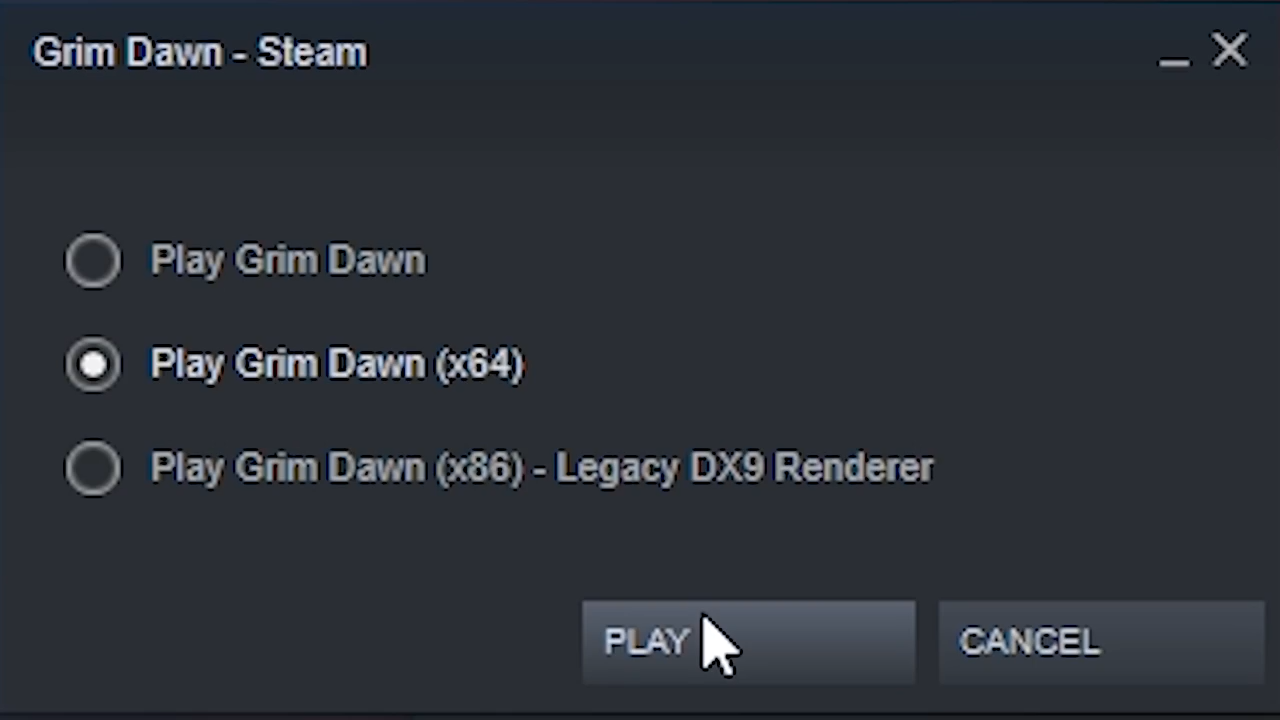 Grim Dawn - Steam
Play Grim Dawn
Play Grim Dawn (x64)
Play Grim Dawn (x86) - Legacy DX9 Renderer
PLAY
CANCEL